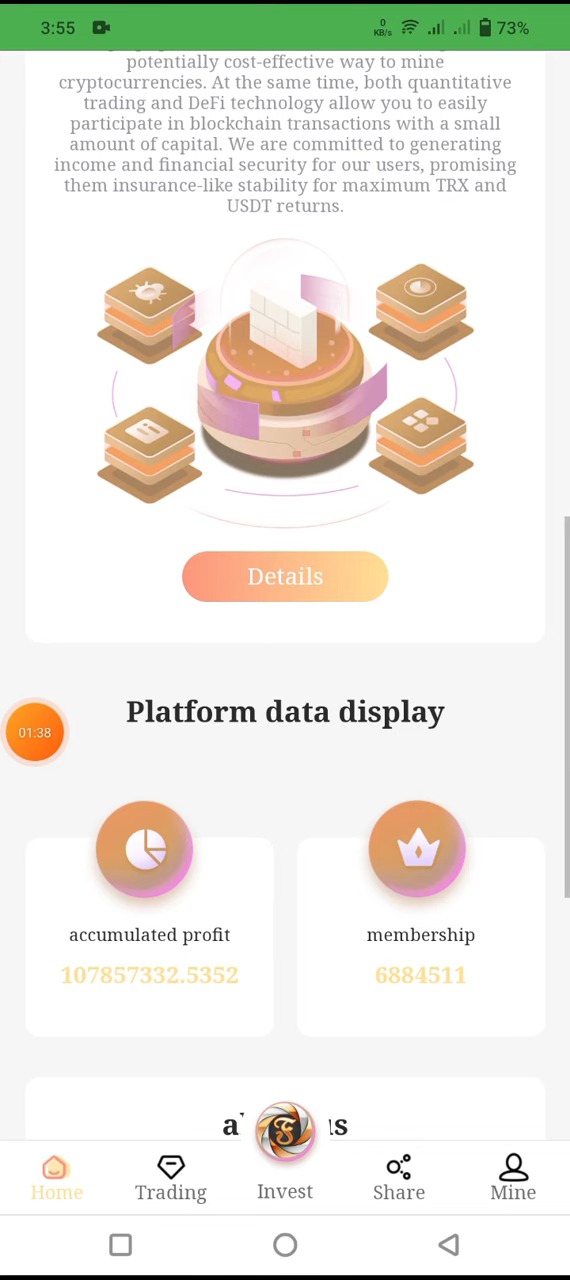 3:55
0
KB/s
73%
potentially cost-effective way to mine
cryptocurrencies. At the same time, both quantitative
trading and DeFi technology allow you to easily
participate in blockchain transactions with a small
amount of capital. We are committed to generating
income and financial security for our users, promising
them insurance-like stability for maximum TRX and
USDT returns.
Details
Platform data display
01:38
accumulated profit
membership
107857332.5352
6884511
Home
Trading
Invest
Share
Mine